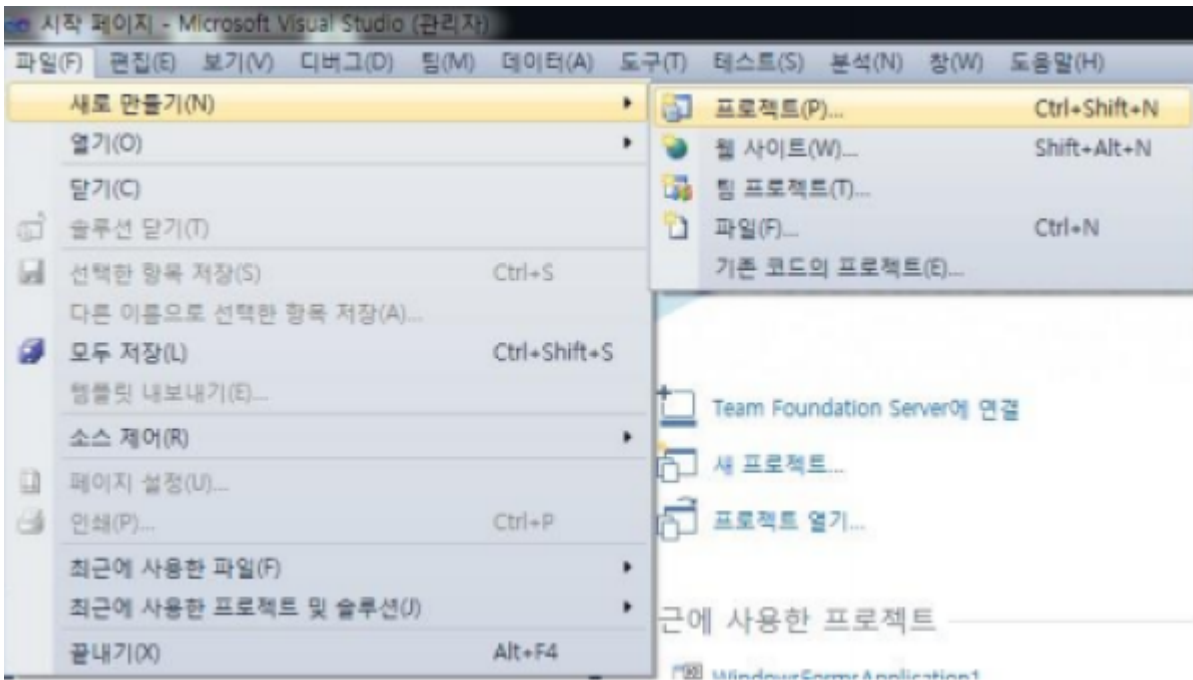 시작 페이지 - Microsoft Visual Studio (관리자)
파일(F) 편집(E) 보기(V) 디버그(D) 팀(M) 데이터(A) 도구(T) 테스트(S) 분석(N) 창(W) 도움말(H)
새로 만들기(N)
열기(O)
닫기(C)
솔루션 닫기(T)
선택한 항목 저장(S) Ctrl+S
다른 이름으로 선택한 항목 저장(A)...
모두 저장(L) Ctrl+Shift+S
템플릿 내보내기(E)...
소스 제어(R)
페이지 설정(U)...
인쇄(P)... Ctrl+P
최근에 사용한 파일(F)
최근에 사용한 프로젝트 및 솔루션(J)
끝내기(X) Alt+F4
프로젝트(P)... Ctrl+Shift+N
웹 사이트(W)... Shift+Alt+N
팀 프로젝트(T)...
파일(F)... Ctrl+N
기존 코드의 프로젝트(E)...
Team Foundation Server에 연결
새 프로젝트...
프로젝트 열기...
근에 사용한 프로젝트
WindowsFormsApplication1